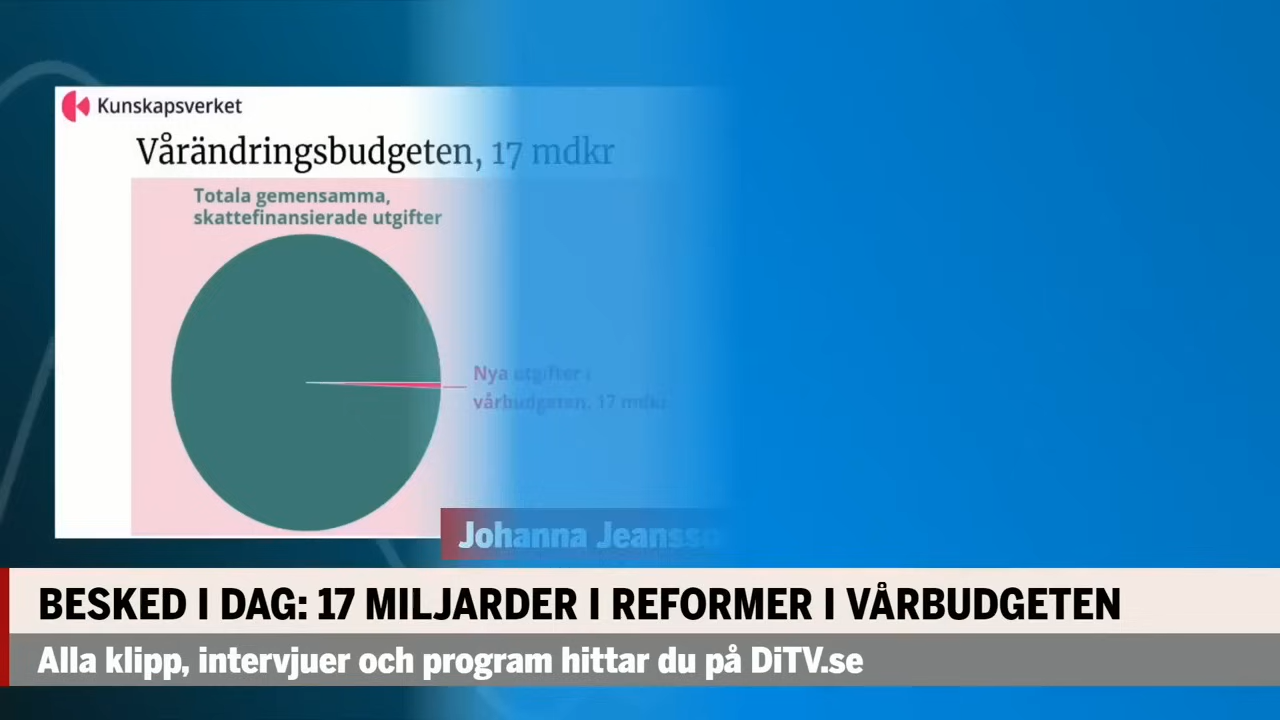 Kunskapsverket
Vårändringsbudgeten, 17 mdkr
Totala gemensamma,
skattefinansierade utgifter
Nya utgifter i
vårbudgeten, 17 mdkr
Johanna
BESKED I DAG: 17 MILJARDER I REFORMER I VÅRBUDGETEN
Alla klipp, intervjuer och program hittar du på DiTV.se